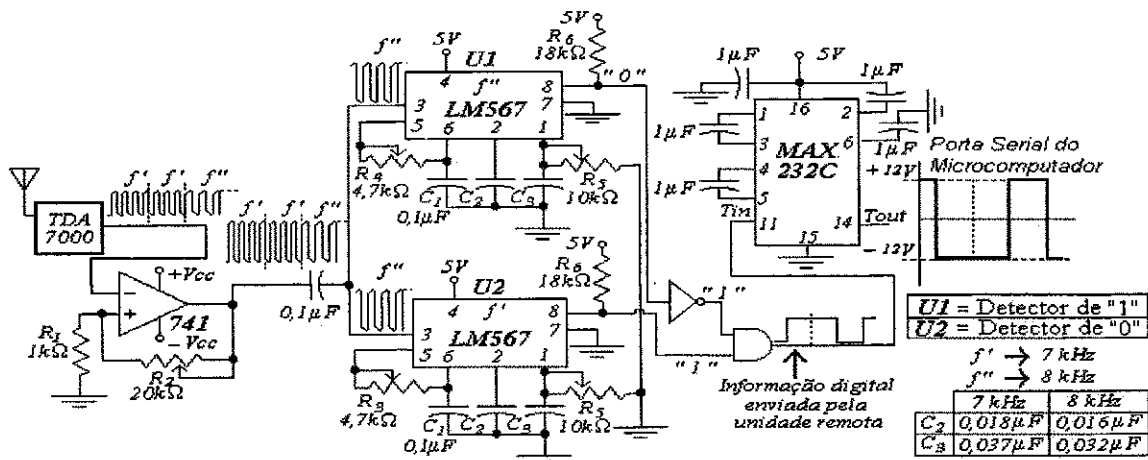 5V
R6
18kΩ
5V
U1
f"
4
f"
8
"0"
3
LM567
7
5
6
2
1
R4
4,7kΩ
C1
C2
C3
0,1µF
R5
10kΩ
1µF
5V
1µF
16
1
2
1µF
3
MAX
232C
6
1µF
4
1µF
5
Tin
11
14
Tout
15
Porta Serial do
Microcomputador
+12V
-12V
f' f' f"
TDA
7000
f' f' f"
+Vcc
-
+
741
-Vcc
R1
1kΩ
R2
20kΩ
0,1µF
f"
5V
U2
5V
R6
18kΩ
4
f'
8
3
LM567
7
5
6
2
1
R3
4,7kΩ
C1
C2
C3
0,1µF
R5
10kΩ
"1"
"1"
Informação digital
enviada pela
unidade remota
U1 = Detector de "1"
U2 = Detector de "0"
f' → 7 kHz
f" → 8 kHz
7 kHz 8 kHz
C2 0,018µF 0,016µF
C3 0,037µF 0,032µF